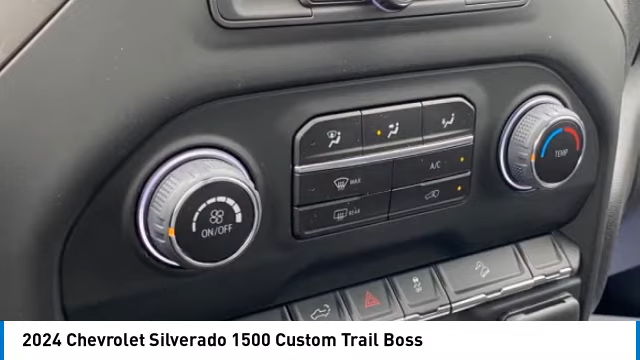 MAX
A/C
REAR
ON/OFF
TEMP
2024 Chevrolet Silverado 1500 Custom Trail Boss